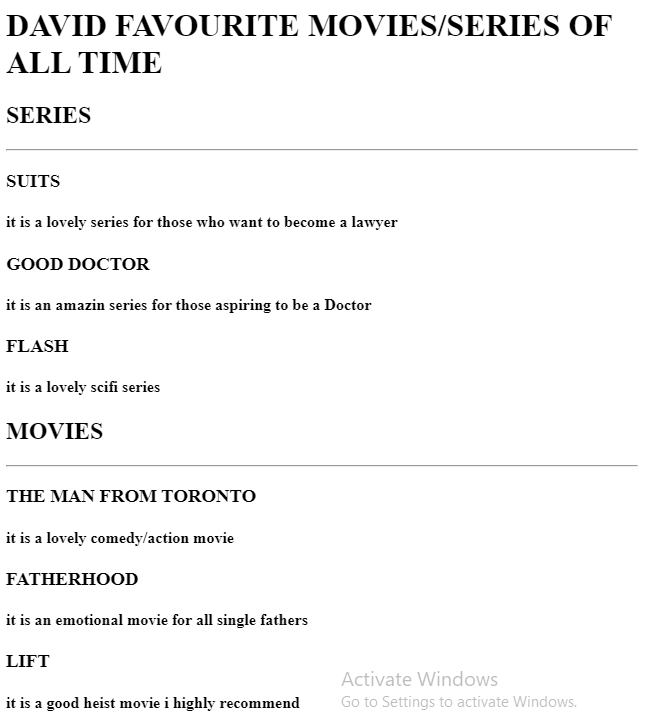 DAVID FAVOURITE MOVIES/SERIES OF
ALL TIME
SERIES
SUITS
it is a lovely series for those who want to become a lawyer
GOOD DOCTOR
it is an amazin series for those aspiring to be a Doctor
FLASH
it is a lovely scifi series
MOVIES
THE MAN FROM TORONTO
it is a lovely comedy/action movie
FATHERHOOD
it is an emotional movie for all single fathers
LIFT
it is a good heist movie i highly recommend
Activate Windows
Go to Settings to activate Windows.